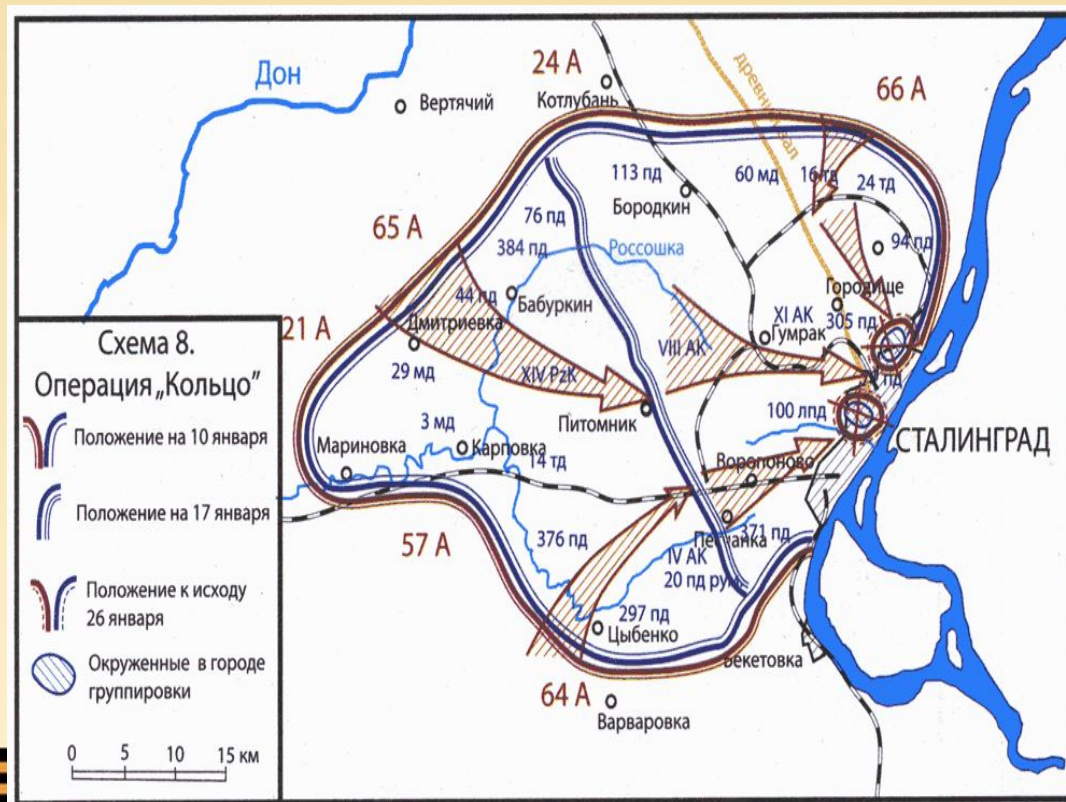 Дон
24 А
66 А
Котлубань
Вертячий
древний вал
113 пд
60 мд
16 тд
24 тд
Бородкин
76 пд
65 А
384 пд
Россошка
94 пд
44 пд
Бабуркин
Городище
21 А
Дмитриевка
XI АК
305 пд
Гумрак
VIII АК
29 мд
XIV PzK
пд
3 мд
Питомник
100 лпд
СТАЛИНГРАД
Мариновка
Карповка
14 тд
Воропоново
57 А
376 пд
Песчанка
371 пд
IV АК
20 пд рум.
297 пд
Цыбенко
Бекетовка
64 А
Варваровка
Схема 8.
Операция „Кольцо”
Положение на 10 января
Положение на 17 января
Положение к исходу
26 января
Окруженные в городе
группировки
0 5 10 15 км